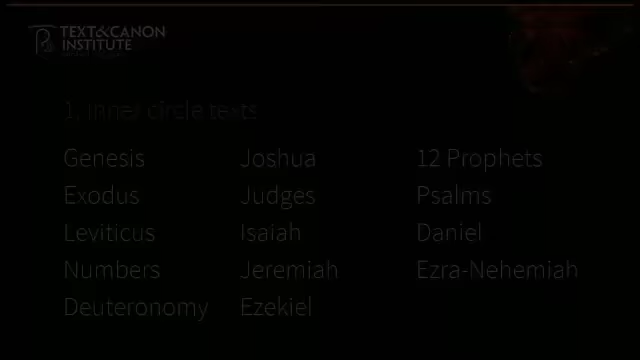 TEXT&CANON
INSTITUTE
1. Inner circle texts
Genesis Joshua 12 Prophets
Exodus Judges Psalms
Leviticus Isaiah Daniel
Numbers Jeremiah Ezra-Nehemiah
Deuteronomy Ezekiel